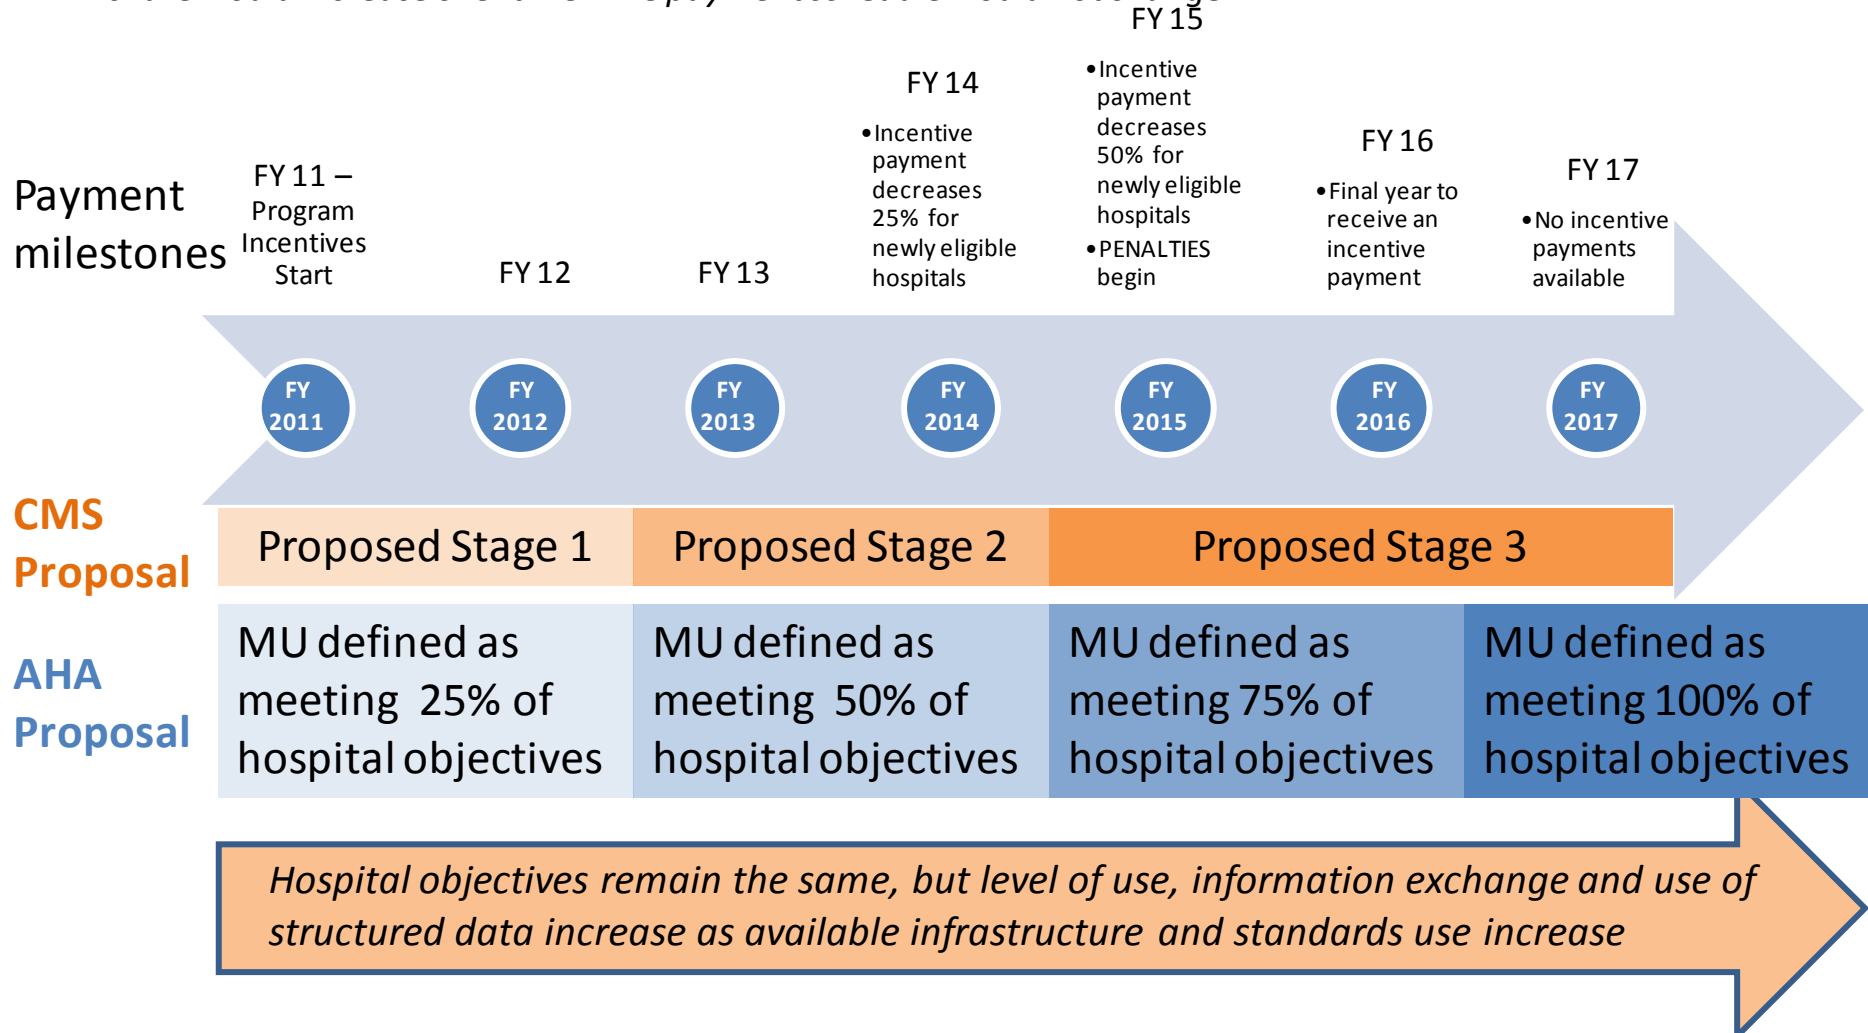 FY 15
•Incentive
payment
decreases
50% for
newly eligible
hospitals
•PENALTIES
begin
FY 14
•Incentive
payment
decreases
25% for
newly eligible
hospitals
FY 16
•Final year to
receive an
incentive
payment
FY 17
•No incentive
payments
available
Payment
milestones
FY 11 –
Program
Incentives
Start
FY 12
FY 13
FY
2011
FY
2012
FY
2013
FY
2014
FY
2015
FY
2016
FY
2017
CMS
Proposal
Proposed Stage 1
Proposed Stage 2
Proposed Stage 3
AHA
Proposal
MU defined as
meeting 25% of
hospital objectives
MU defined as
meeting 50% of
hospital objectives
MU defined as
meeting 75% of
hospital objectives
MU defined as
meeting 100% of
hospital objectives
Hospital objectives remain the same, but level of use, information exchange and use of
structured data increase as available infrastructure and standards use increase